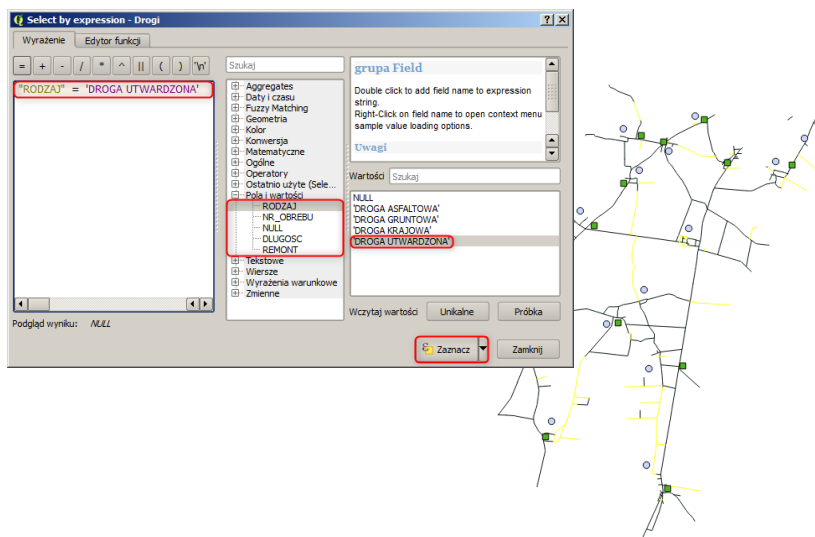 Select by expression - Drogi
Wyrażenie
Edytor funkcji
= + - / * ^ || ( ) '\n'
"RODZAJ" = 'DROGA UTWARDZONA'
Podgląd wyniku: NULL
Szukaj
Aggregates
Daty i czasu
Fuzzy Matching
Geometria
Kolor
Konwersja
Matematyczne
Ogólne
Operatory
Ostatnio użyte (Sele...
Pola i wartości
RODZAJ
NR_OBREBU
NULL
DLUGOSC
REMONT
Tekstowe
Wiersze
Wyrażenia warunkowe
Zmienne
grupa Field
Double click to add field name to expression
string.
Right-Click on field name to open context menu
sample value loading options.
Uwagi
Wartości Szukaj
NULL
'DROGA ASFALTOWA'
'DROGA GRUNTOWA'
'DROGA KRAJOWA'
'DROGA UTWARDZONA'
Wczytaj wartości Unikalne Próbka
Zaznacz Zamknij